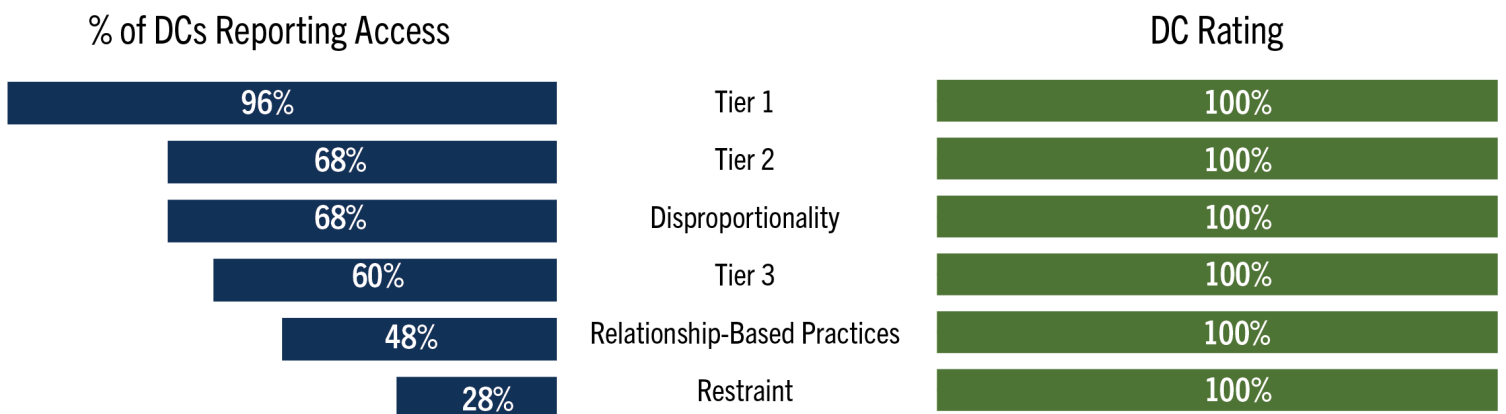 % of DCs Reporting Access DC Rating
96% Tier 1 100%
68% Tier 2 100%
68% Disproportionality 100%
60% Tier 3 100%
48% Relationship-Based Practices 100%
28% Restraint 100%